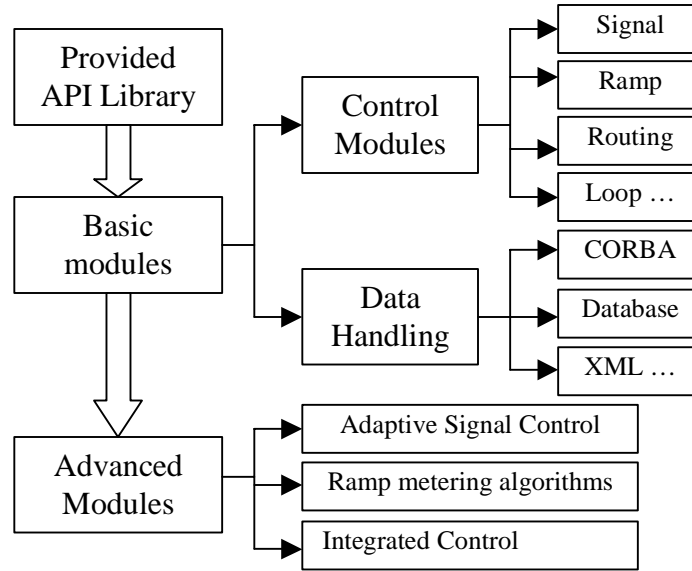 Provided
API Library
Basic
modules
Advanced
Modules
Control
Modules
Data
Handling
Signal
Ramp
Routing
Loop …
CORBA
Database
XML …
Adaptive Signal Control
Ramp metering algorithms
Integrated Control